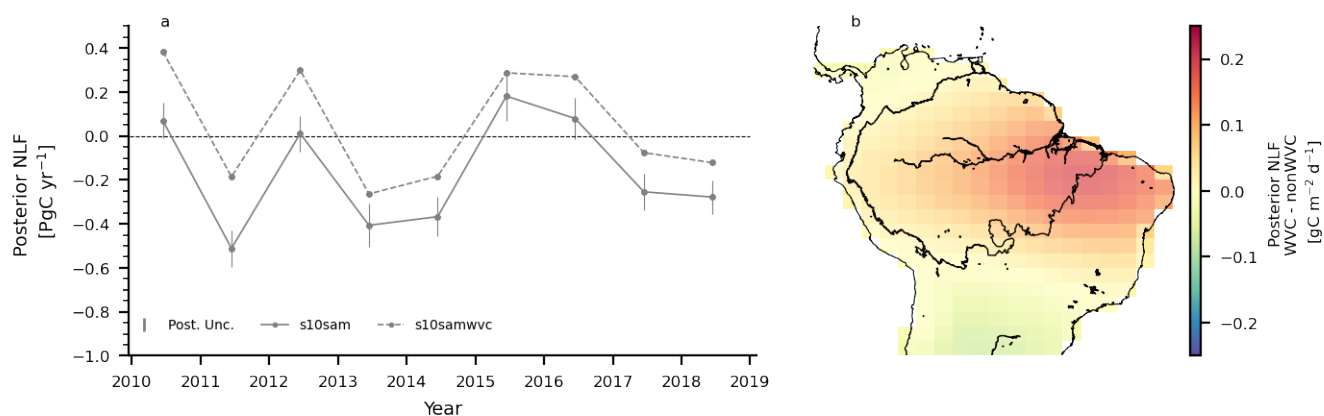 a
0.4
0.2
0.0
−0.2
−0.4
−0.6
−0.8
−1.0
Posterior NLF
[PgC yr⁻¹]
Post. Unc.
s10sam
s10samwvc
2010 2011 2012 2013 2014 2015 2016 2017 2018 2019
Year
b
0.2
0.1
0.0
−0.1
−0.2
Posterior NLF
WVC - nonWVC
[gC m⁻² d⁻¹]